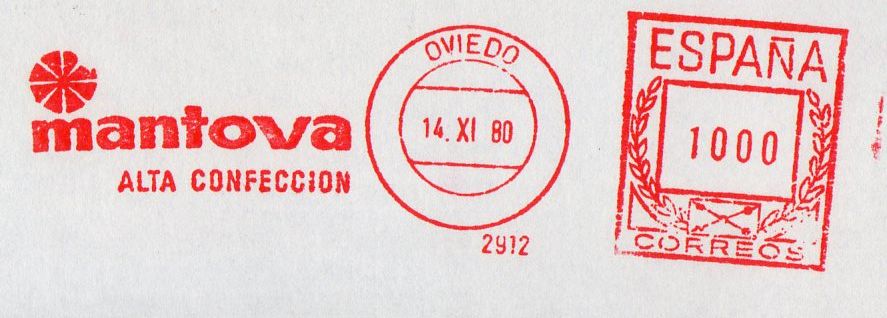 mantova
ALTA CONFECCION
OVIEDO
14. XI 80
2912
ESPAÑA
1000
CORREOS